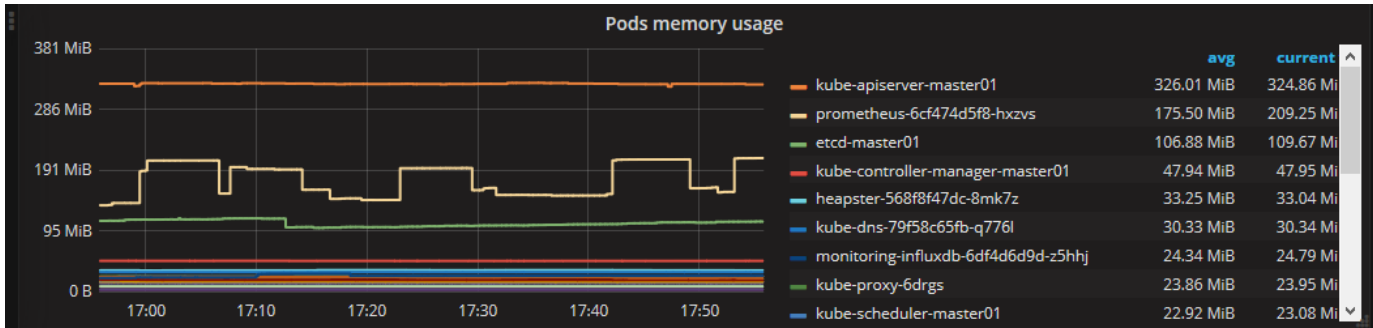 Pods memory usage
381 MiB
286 MiB
191 MiB
95 MiB
0 B
17:00 17:10 17:20 17:30 17:40 17:50
avg current
kube-apiserver-master01 326.01 MiB 324.86 Mi
prometheus-6cf474d5f8-hxzvs 175.50 MiB 209.25 Mi
etcd-master01 106.88 MiB 109.67 Mi
kube-controller-manager-master01 47.94 MiB 47.95 Mi
heapster-568f8f47dc-8mk7z 33.25 MiB 33.04 Mi
kube-dns-79f58c65fb-q776l 30.33 MiB 30.34 Mi
monitoring-influxdb-6df4d6d9d-z5hhj 24.34 MiB 24.79 Mi
kube-proxy-6drgs 23.86 MiB 23.95 Mi
kube-scheduler-master01 22.92 MiB 23.08 Mi